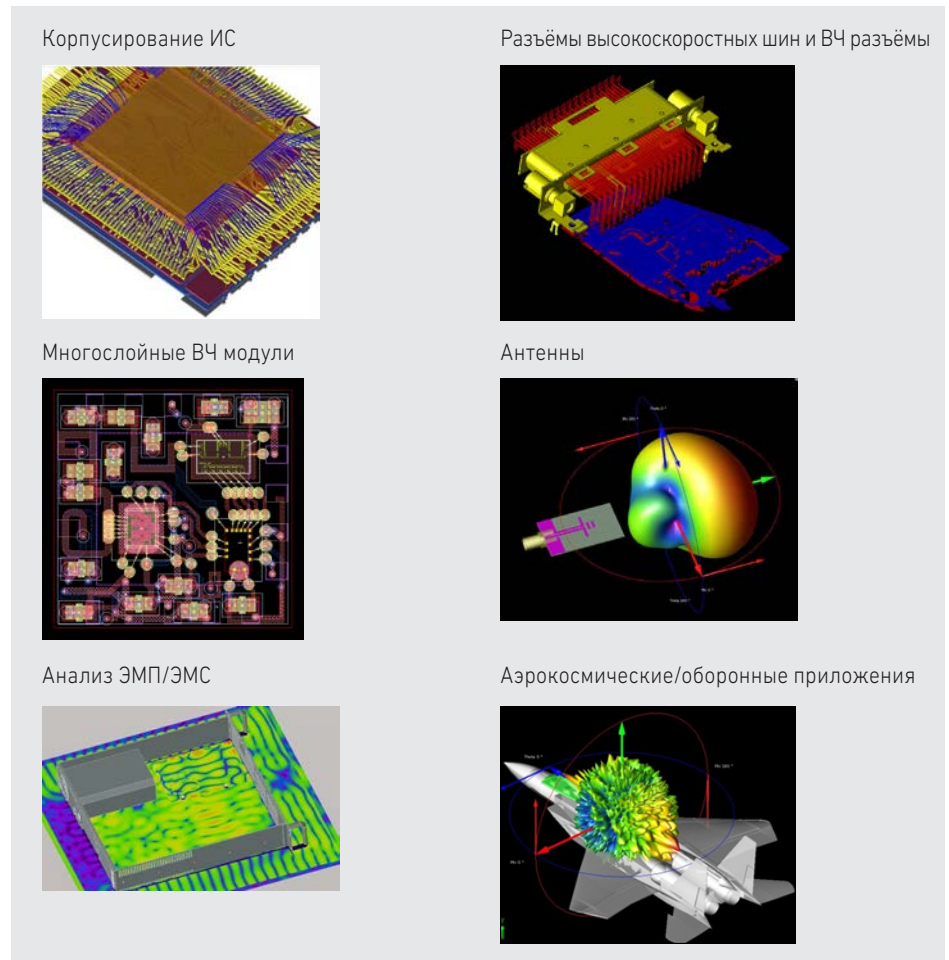 Корпусирование ИС
Разъёмы высокоскоростных шин и ВЧ разъёмы
Многослойные ВЧ модули
Антенны
Анализ ЭМП/ЭМС
Аэрокосмические/оборонные приложения